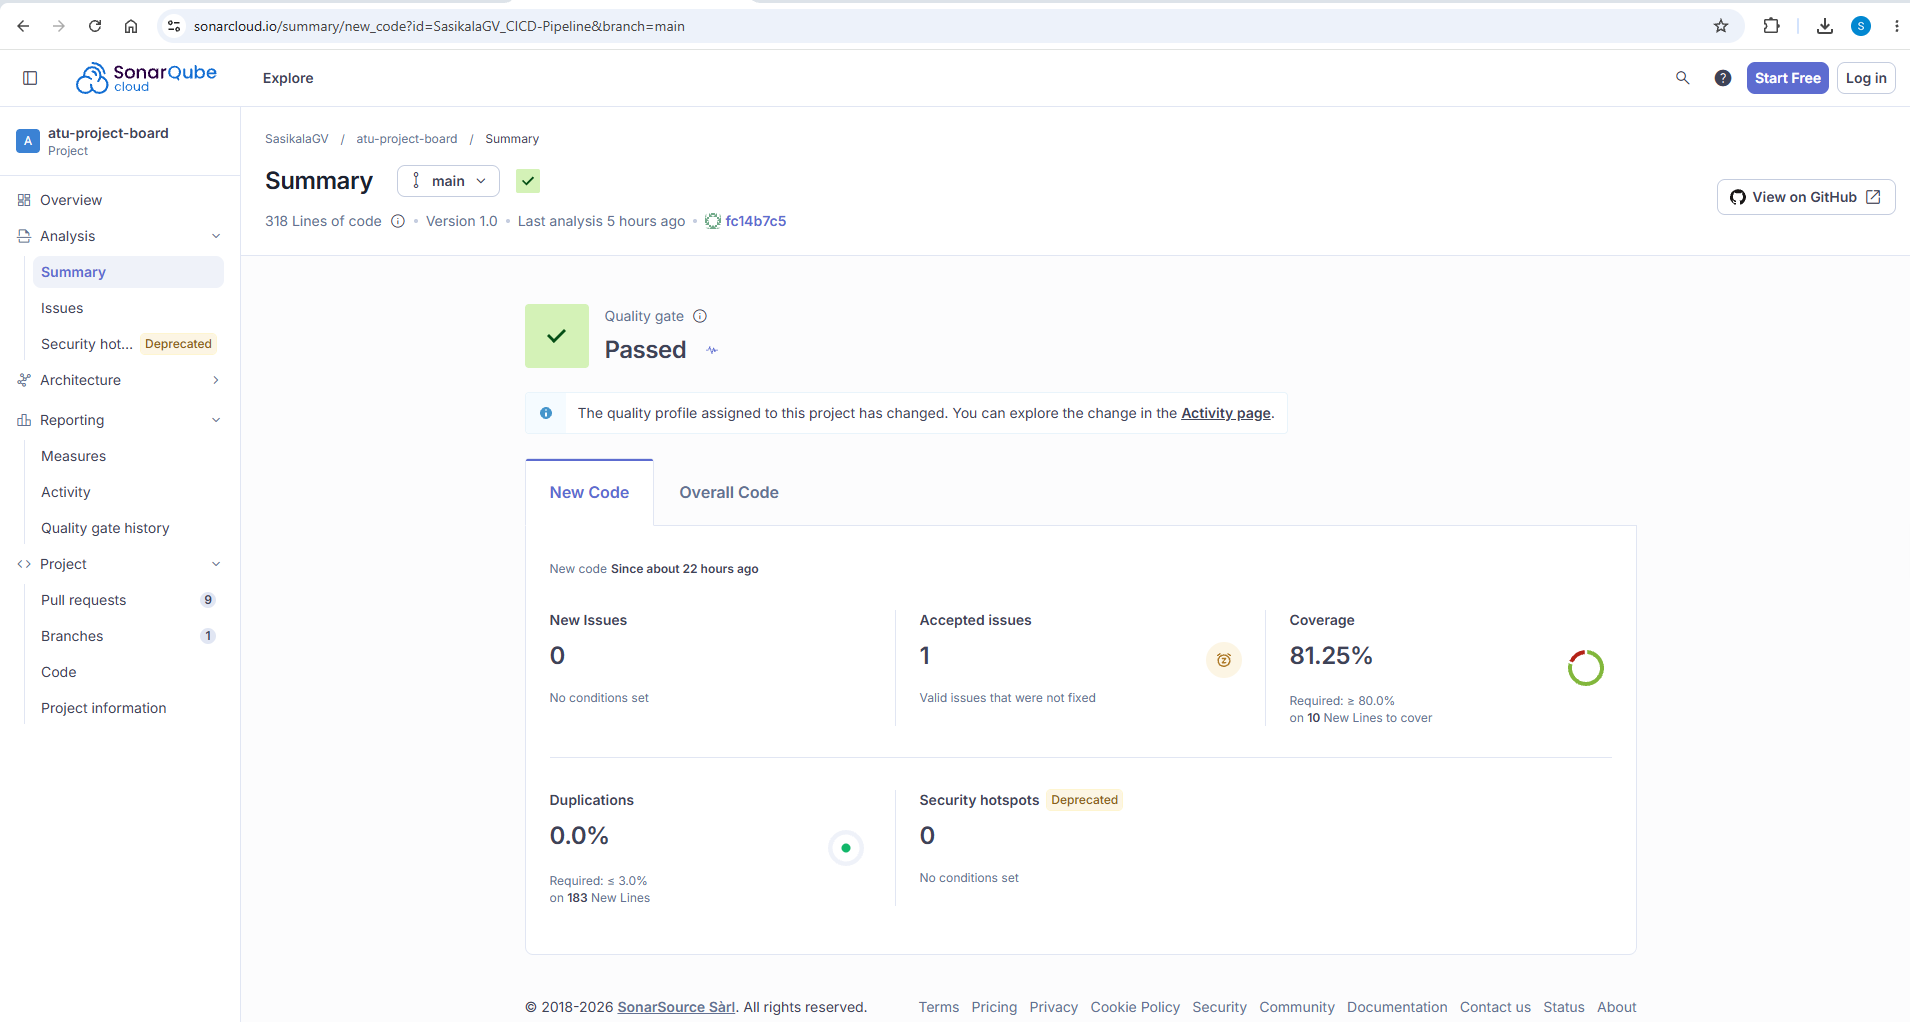 sonarcloud.io/summary/new_code?id=SasikalaGV_CICD-Pipeline&branch=main
S
SonarQube
cloud
Explore
?
Start Free
Log in
A
atu-project-board
Project
Overview
Analysis
Summary
Issues
Security hot... Deprecated
Architecture
Reporting
Measures
Activity
Quality gate history
Project
Pull requests 9
Branches 1
Code
Project information
SasikalaGV / atu-project-board / Summary
Summary
main
318 Lines of code • Version 1.0 • Last analysis 5 hours ago • fc14b7c5
View on GitHub
Quality gate
Passed
The quality profile assigned to this project has changed. You can explore the change in the Activity page.
New Code
Overall Code
New code Since about 22 hours ago
New Issues
0
No conditions set
Accepted issues
1
Valid issues that were not fixed
Coverage
81.25%
Required: ≥ 80.0%
on 10 New Lines to cover
Duplications
0.0%
Required: ≤ 3.0%
on 183 New Lines
Security hotspots Deprecated
0
No conditions set
© 2018-2026 SonarSource Sàrl. All rights reserved.
Terms Pricing Privacy Cookie Policy Security Community Documentation Contact us Status About